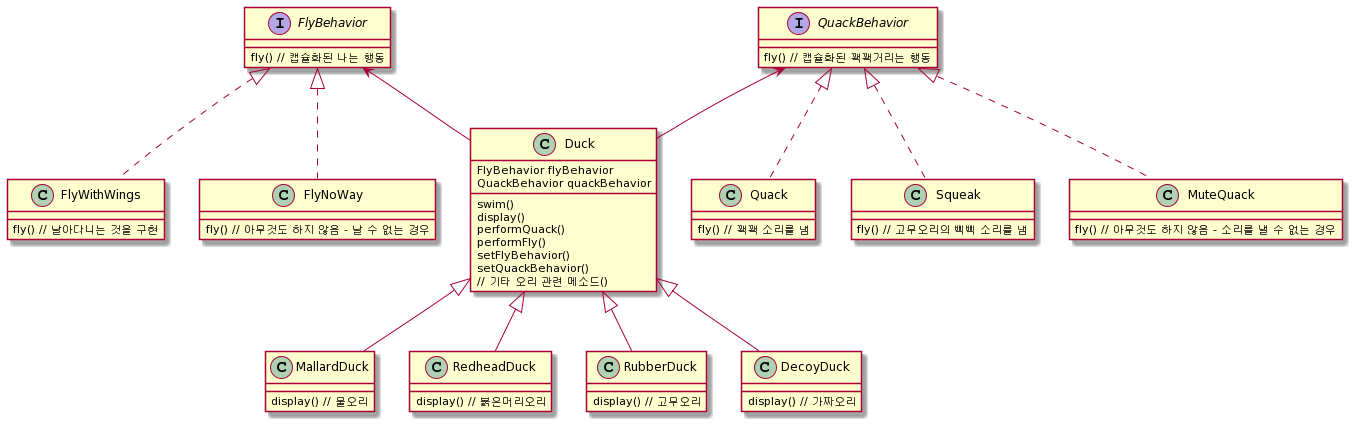 I FlyBehavior
fly() // 캡슐화된 나는 행동
I QuackBehavior
fly() // 캡슐화된 꽥꽥거리는 행동
C Duck
FlyBehavior flyBehavior
QuackBehavior quackBehavior
swim()
display()
performQuack()
performFly()
setFlyBehavior()
setQuackBehavior()
// 기타 오리 관련 메소드()
C FlyWithWings
fly() // 날아다니는 것을 구현
C FlyNoWay
fly() // 아무것도 하지 않음 - 날 수 없는 경우
C Quack
fly() // 꽥꽥 소리를 냄
C Squeak
fly() // 고무오리의 삑삑 소리를 냄
C MuteQuack
fly() // 아무것도 하지 않음 - 소리를 낼 수 없는 경우
C MallardDuck
display() // 물오리
C RedheadDuck
display() // 붉은머리오리
C RubberDuck
display() // 고무오리
C DecoyDuck
display() // 가짜오리